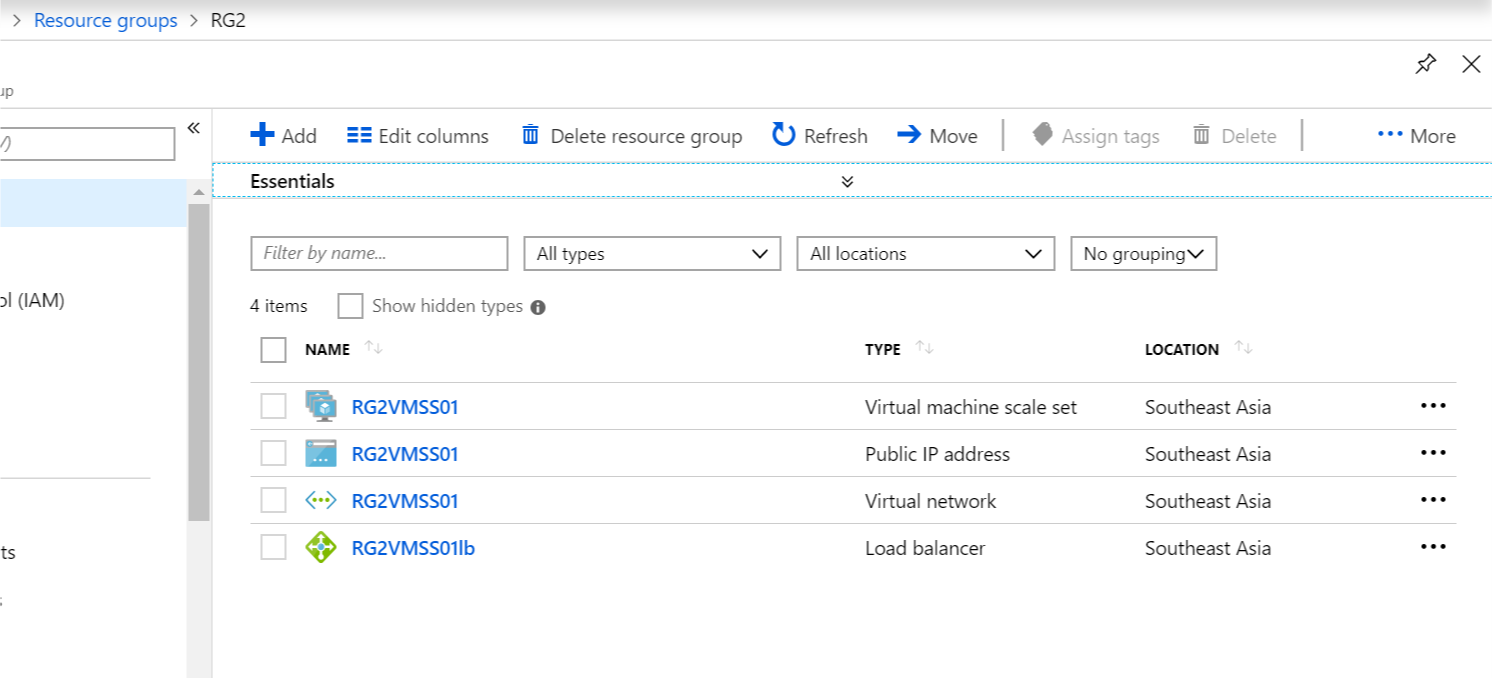 > Resource groups > RG2
up
«
+ Add Edit columns Delete resource group Refresh Move Assign tags Delete ... More
Essentials
Filter by name... All types All locations No grouping
4 items Show hidden types
NAME TYPE LOCATION
ol (IAM)
RG2VMSS01 Virtual machine scale set Southeast Asia ...
RG2VMSS01 Public IP address Southeast Asia ...
RG2VMSS01 Virtual network Southeast Asia ...
RG2VMSS01lb Load balancer Southeast Asia ...
ts